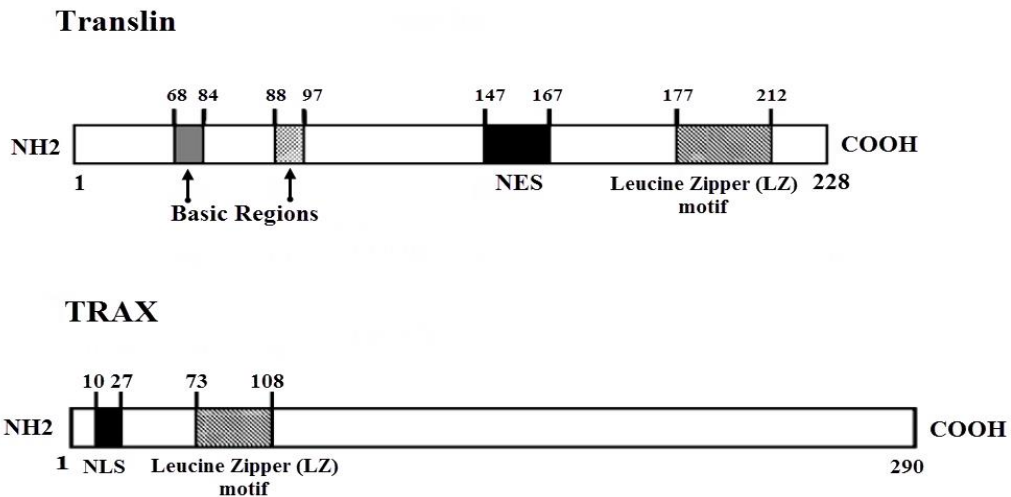 Translin
68 84 88 97 147 167 177 212
NH2 COOH
1 NES Leucine Zipper (LZ) 228
motif
Basic Regions
TRAX
10 27 73 108
NH2 COOH
1 NLS Leucine Zipper (LZ) 290
motif